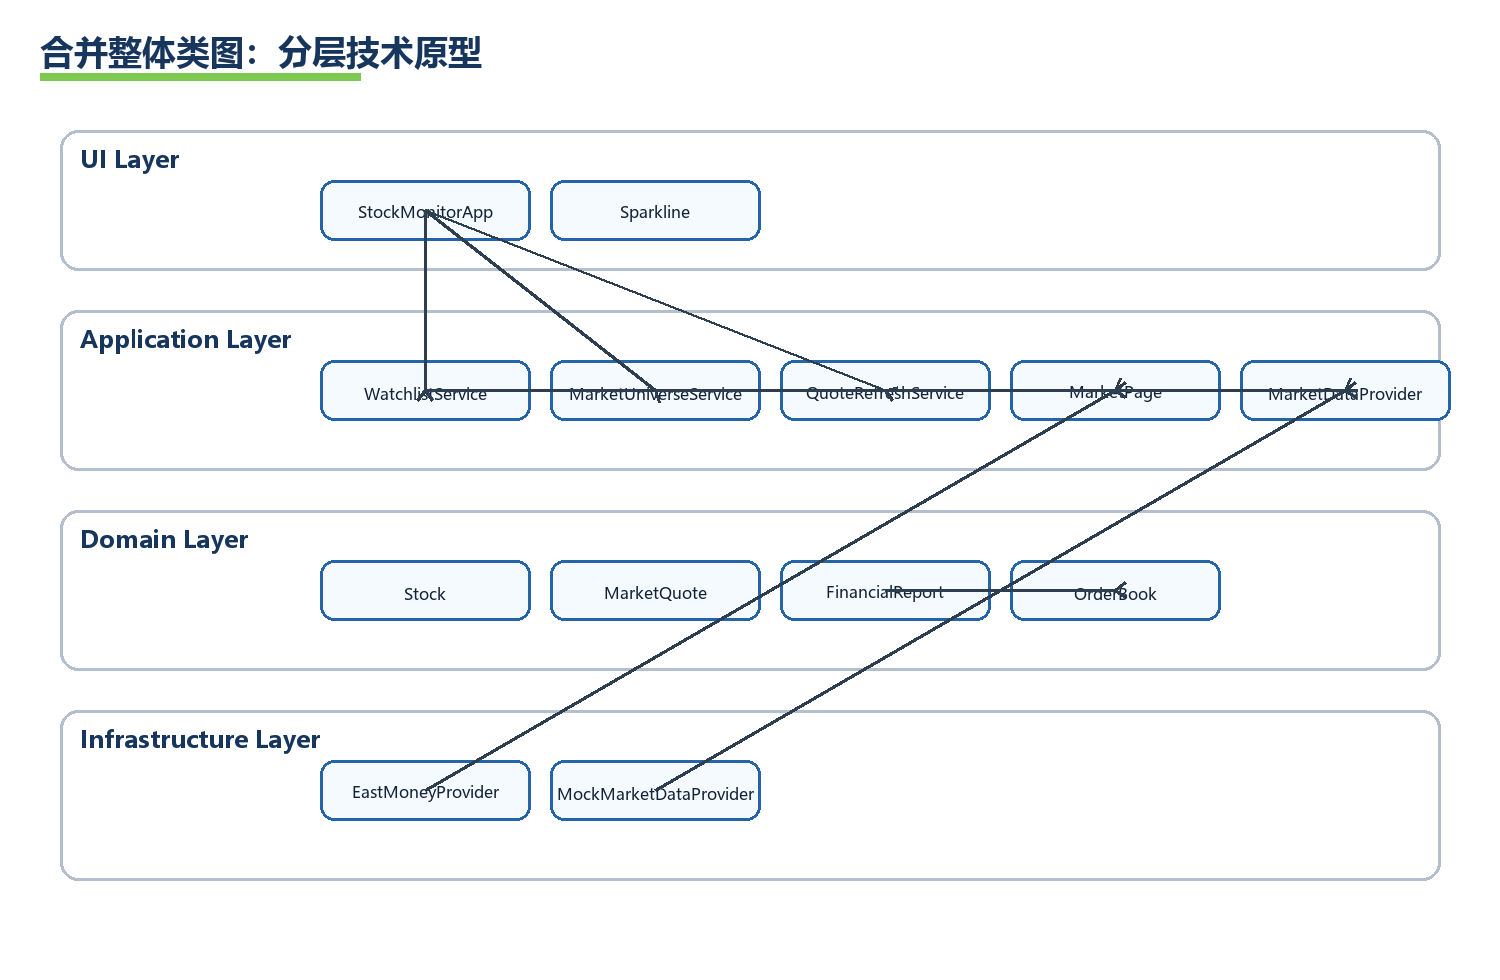 合并整体类图：分层技术原型
UI Layer
StockMonitorApp
Sparkline
Application Layer
WatchlistService
MarketUniverseService
QuoteRefreshService
MarketPage
MarketDataProvider
Domain Layer
Stock
MarketQuote
FinancialReport
OrderBook
Infrastructure Layer
EastMoneyProvider
MockMarketDataProvider